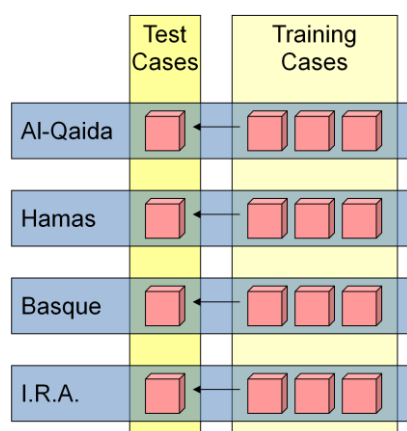 Test
Cases
Training
Cases
Al-Qaida
Hamas
Basque
I.R.A.